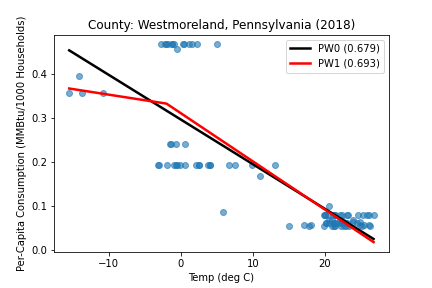 County: Westmoreland, Pennsylvania (2018)
Per-Capita Consumption (MMBtu/1000 Households)
0.4
0.3
0.2
0.1
0.0
PW0 (0.679)
PW1 (0.693)
−10
0
10
20
Temp (deg C)